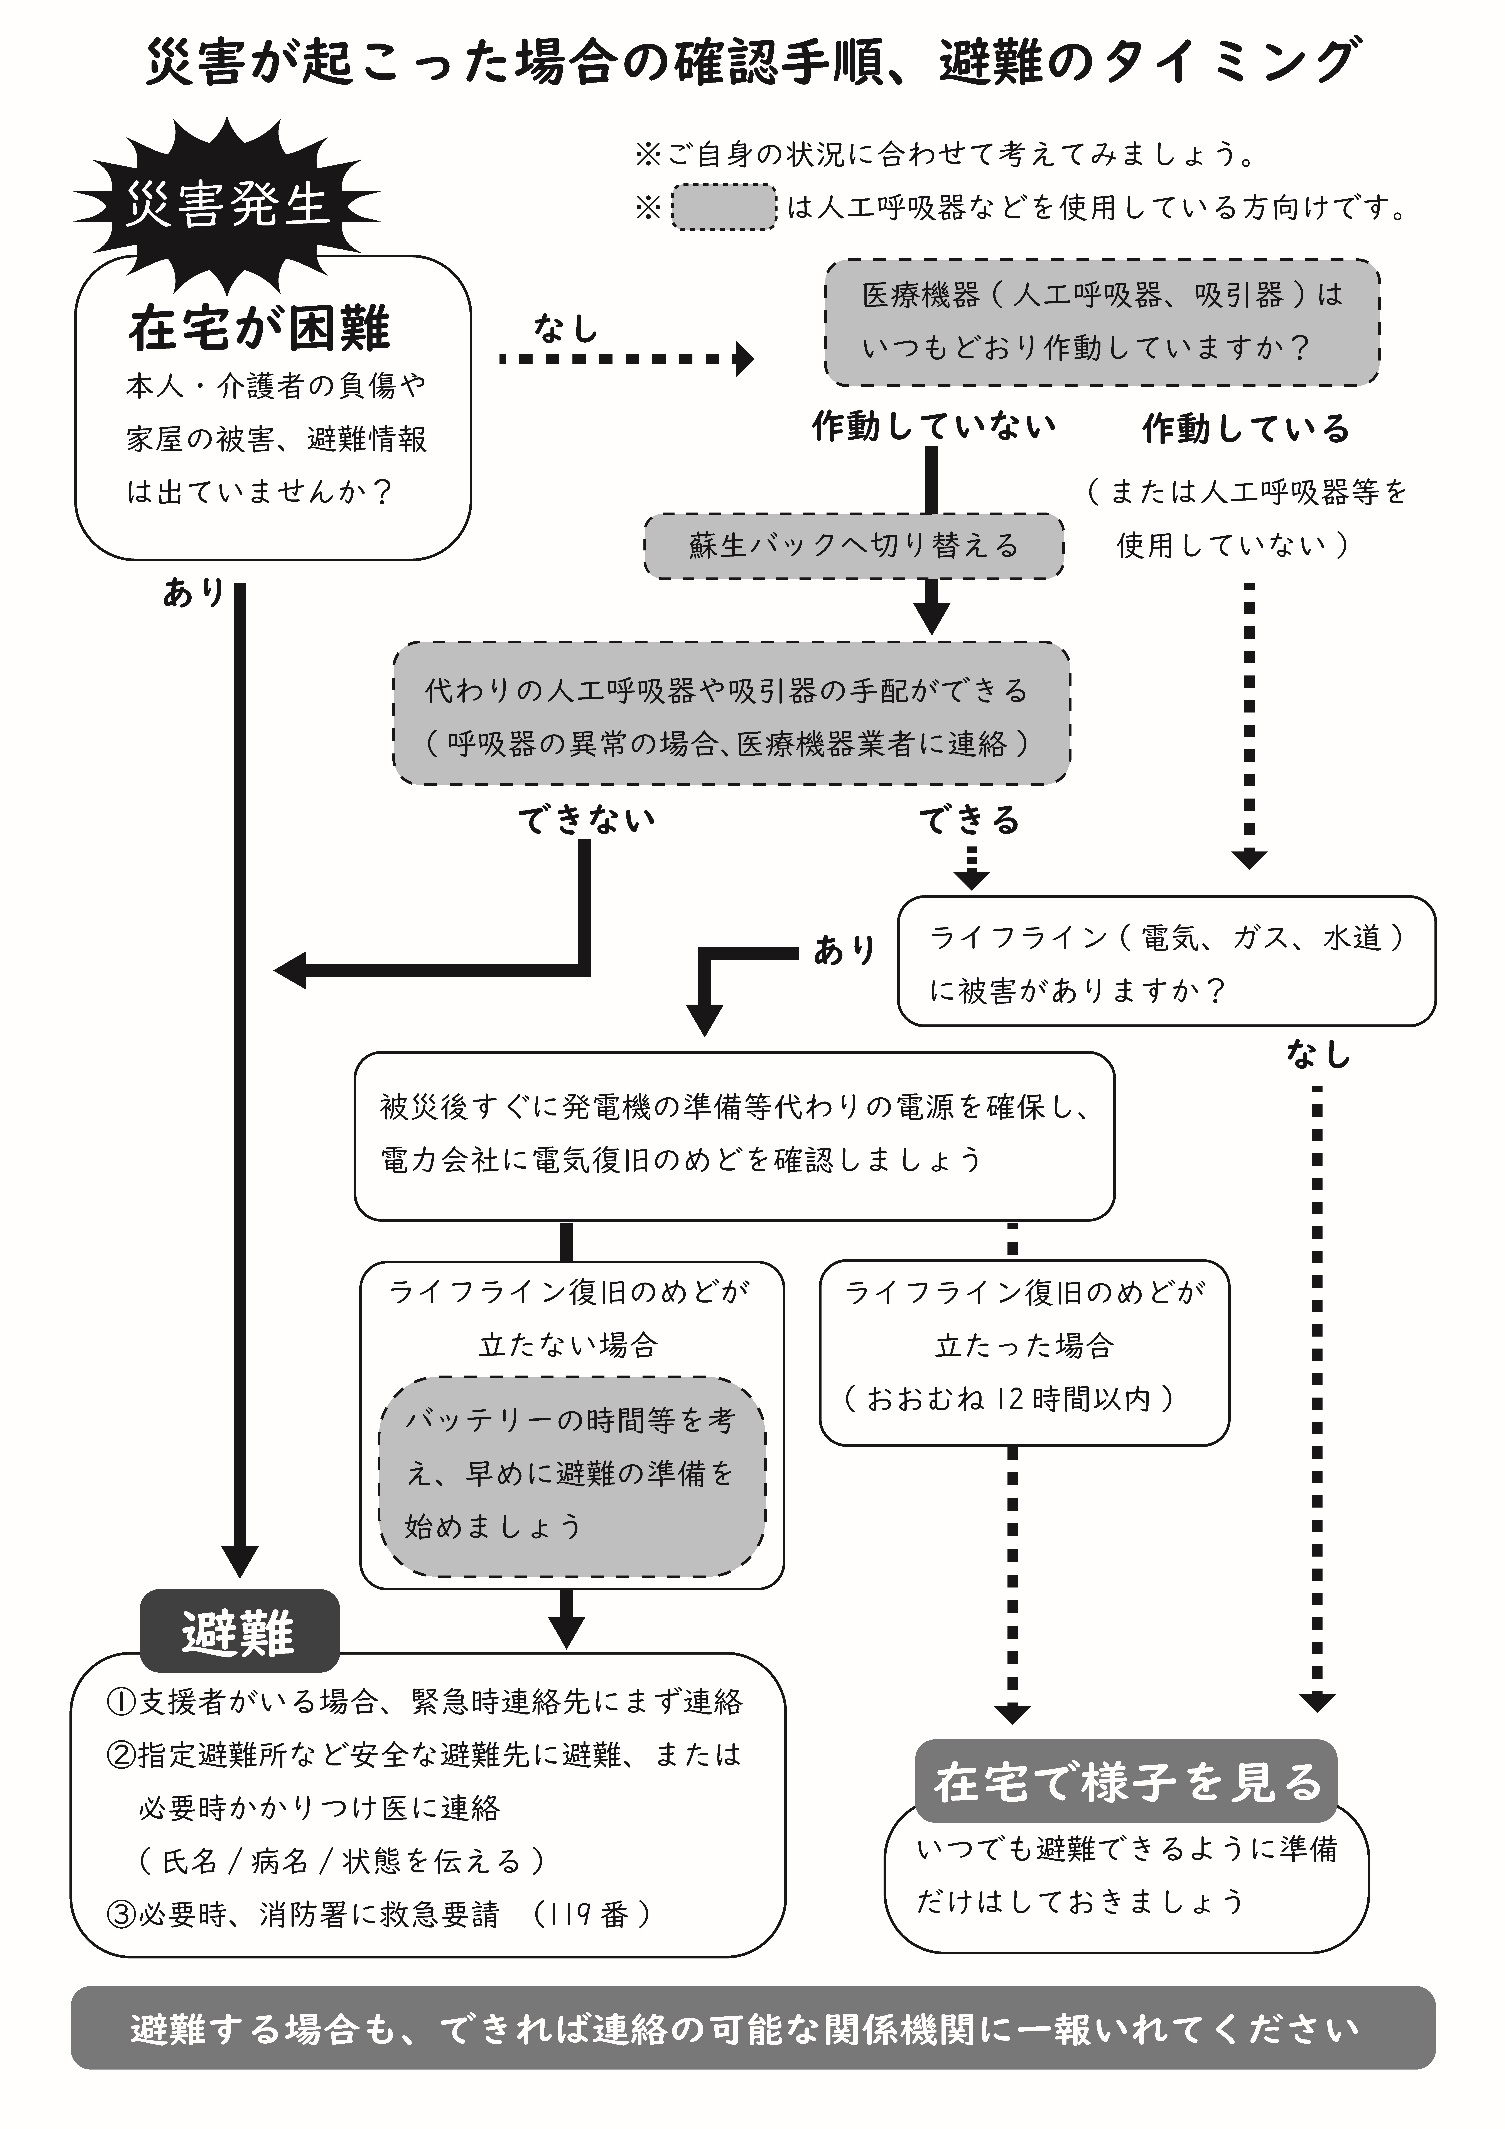 災害が起こった場合の確認手順、避難のタイミング
災害発生
※ご自身の状況に合わせて考えてみましょう。
※ は人工呼吸器などを使用している方向けです。
在宅が困難
本人・介護者の負傷や
家屋の被害、避難情報
は出ていませんか?
なし
医療機器(人工呼吸器、吸引器)は
いつもどおり作動していますか?
作動していない
作動している
(または人工呼吸器等を
使用していない)
蘇生バックへ切り替える
あり
代わりの人工呼吸器や吸引器の手配ができる
(呼吸器の異常の場合、医療機器業者に連絡)
できない
できる
ライフライン(電気、ガス、水道)
に被害がありますか?
あり
なし
被災後すぐに発電機の準備等代わりの電源を確保し、
電力会社に電気復旧のめどを確認しましょう
ライフライン復旧のめどが
立たない場合
バッテリーの時間等を考
え、早めに避難の準備を
始めましょう
ライフライン復旧のめどが
立たった場合
(おおむね12時間以内)
避難
①支援者がいる場合、緊急時連絡先にまず連絡
②指定避難所など安全な避難先に避難、または
必要時かかりつけ医に連絡
(氏名/病名/状態を伝える)
③必要時、消防署に救急要請 (119番)
在宅で様子を見る
いつでも避難できるように準備
だけはしておきましょう
避難する場合も、できれば連絡の可能な関係機関に一報いれてください